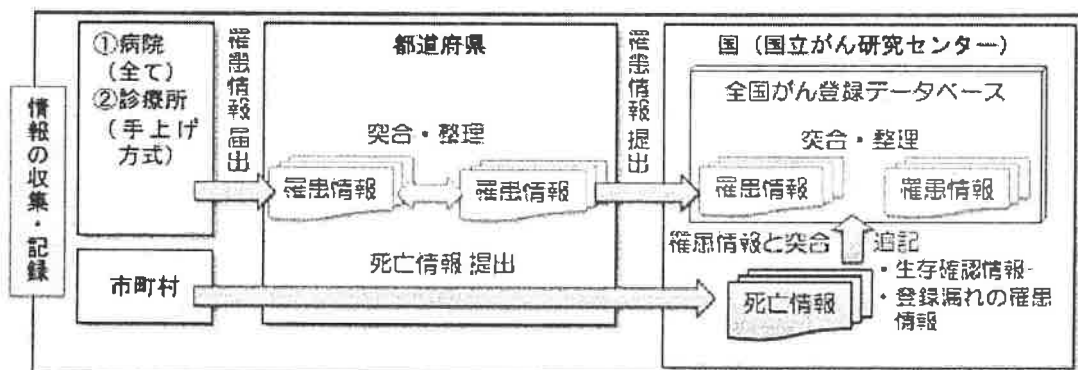 情報の収集・記録
①病院
(全て)
②診療所
(手上げ
方式)
罹患情報 届出
都道府県
突合・整理
罹患情報
罹患情報
罹患情報 提出
国(国立がん研究センター)
全国がん登録データベース
突合・整理
罹患情報
罹患情報
罹患情報と突合
追記
市町村
死亡情報 提出
死亡情報
・生存確認情報
・登録漏れの罹患
情報